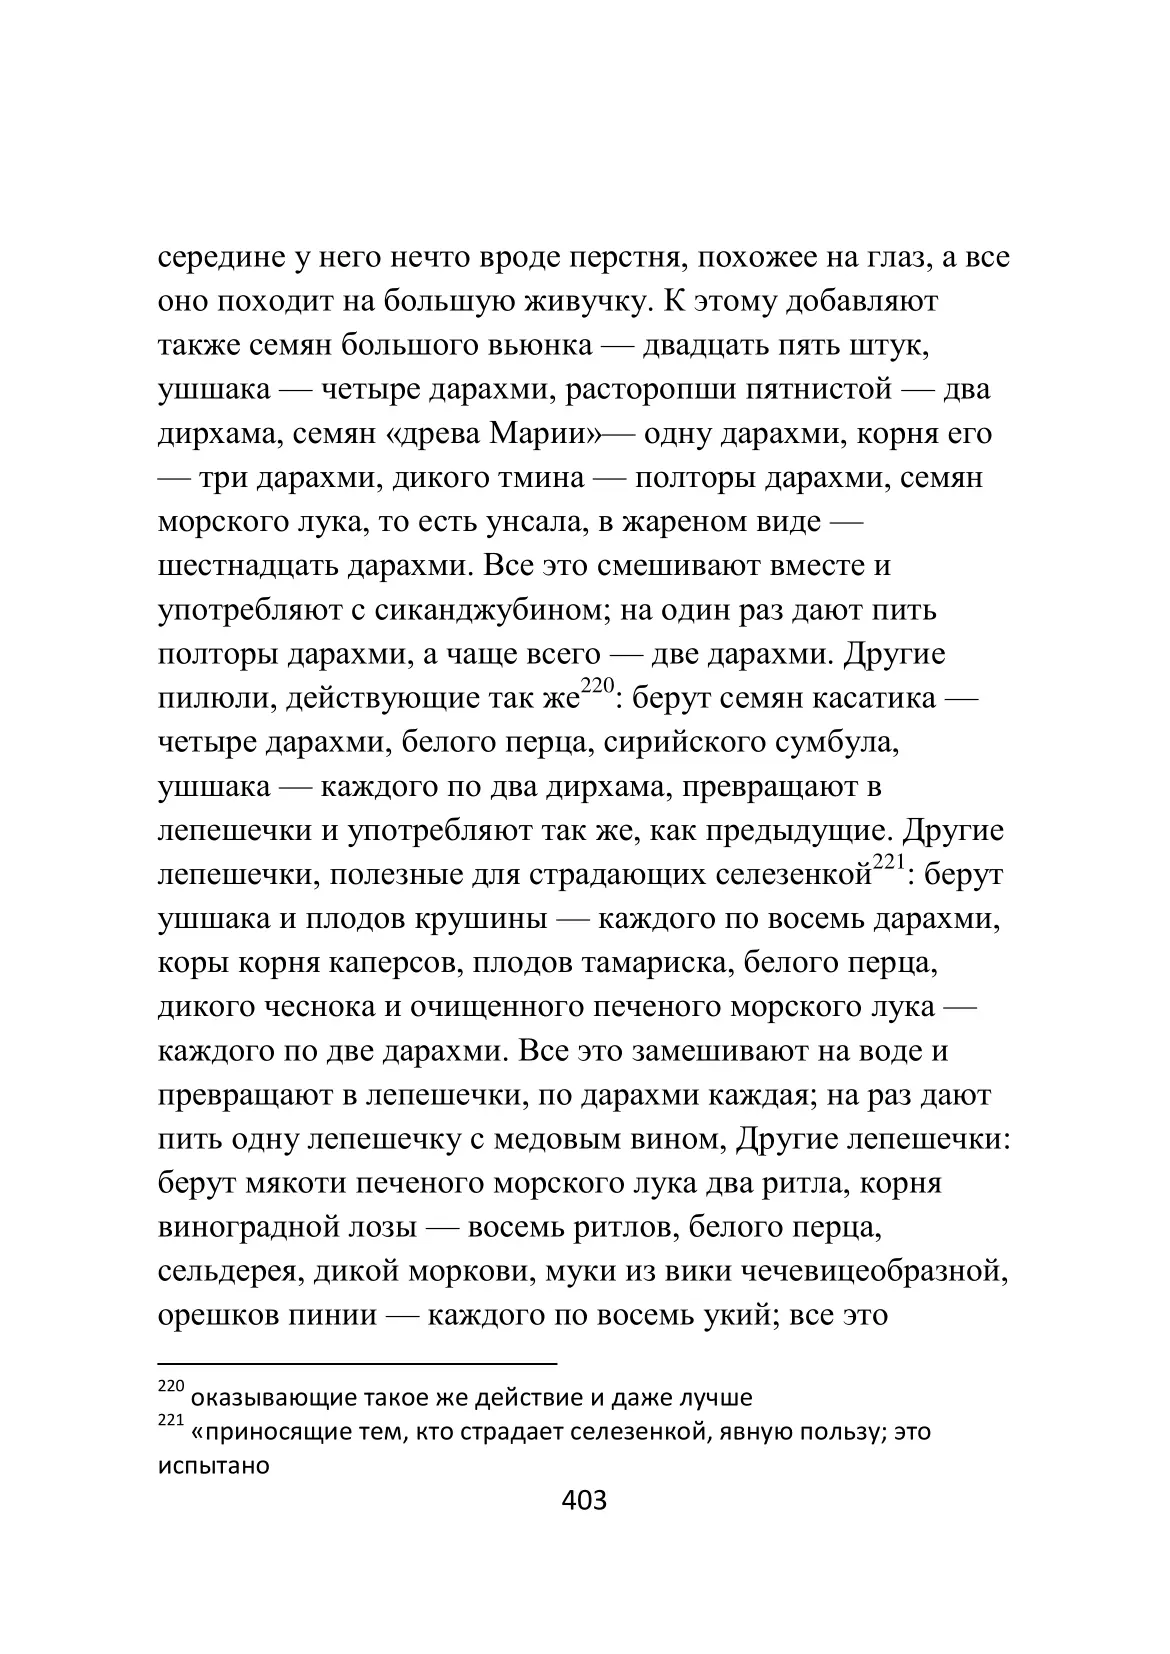 середине у него нечто вроде перстня, похожее на глаз, а все
оно походит на большую живучку. К этому добавляют
также семян большого вьюнка — двадцать пять штук,
ушшака — четыре дарахми, расторопши пятнистой — два
дирхама, семян «древа Марии»— одну дарахми, корня его
— три дарахми, дикого тмина — полторы дарахми, семян
морского лука, то есть унсала, в жареном виде —
шестнадцать дарахми. Все это смешивают вместе и
употребляют с сиканджубином; на один раз дают пить
полторы дарахми, а чаще всего — две дарахми. Другие
пилюли, действующие так же220: берут семян касатика —
четыре дарахми, белого перца, сирийского сумбула,
ушшака — каждого по два дирхама, превращают в
лепешечки и употребляют так же, как предыдущие. Другие
лепешечки, полезные для страдающих селезенкой221: берут
ушшака и плодов крушины — каждого по восемь дарахми,
коры корня каперсов, плодов тамариска, белого перца,
дикого чеснока и очищенного печеного морского лука —
каждого по две дарахми. Все это замешивают на воде и
превращают в лепешечки, по дарахми каждая; на раз дают
пить одну лепешечку с медовым вином, Другие лепешечки:
берут мякоти печеного морского лука два ритла, корня
виноградной лозы — восемь ритлов, белого перца,
сельдерея, дикой моркови, муки из вики чечевицеобразной,
орешков пинии — каждого по восемь укий; все это
220 оказывающие такое же действие и даже лучше
221 «приносящие тем, кто страдает селезенкой, явную пользу; это
испытано
403